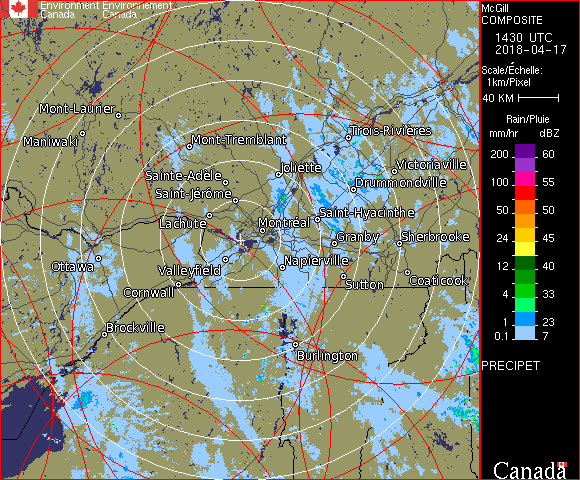 Environment Environnement
Canada Canada
McGill
COMPOSITE
1430 UTC
2018-04-17
Scale/Échelle:
1km/Pixel
40 KM
Rain/Pluie
mm/hr dBZ
200 60
100 55
50 50
24 45
12 40
8 33
4 30
1 23
0.1 7
PRECIPET
Canada
Mont-Laurier
Maniwaki
Mont-Tremblant
Trois-Rivières
Joliette
Victoriaville
Sainte-Adèle
Drummondville
Saint-Jérôme
Lachute
Montréal
Saint-Hyacinthe
Granby
Sherbrooke
Ottawa
Valleyfield
Napierville
Cornwall
Sutton
Coaticook
Brockville
Burlington